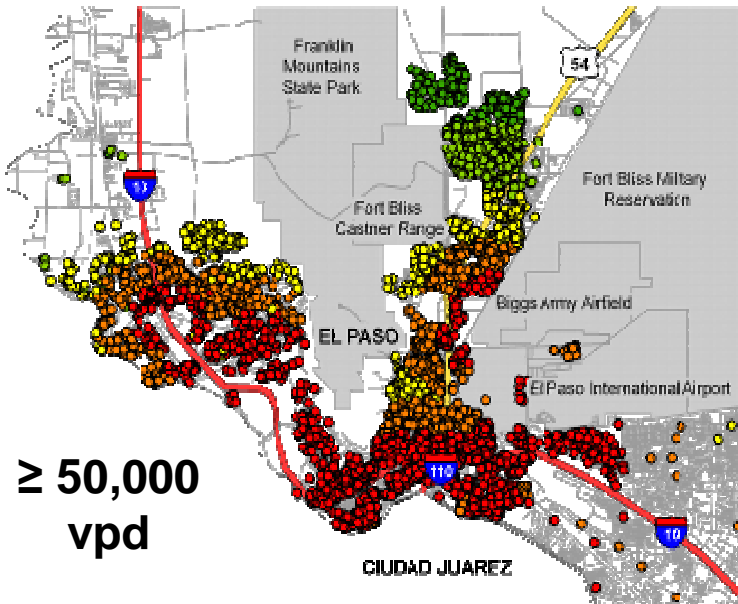 Franklin
Mountains
State Park
54
10
Fort Bliss Miltary
Reservation
Fort Bliss
Castner Range
Biggs Army Airfield
EL PASO
El Paso International Airport
≥ 50,000
vpd
110
10
CIUDAD JUAREZ